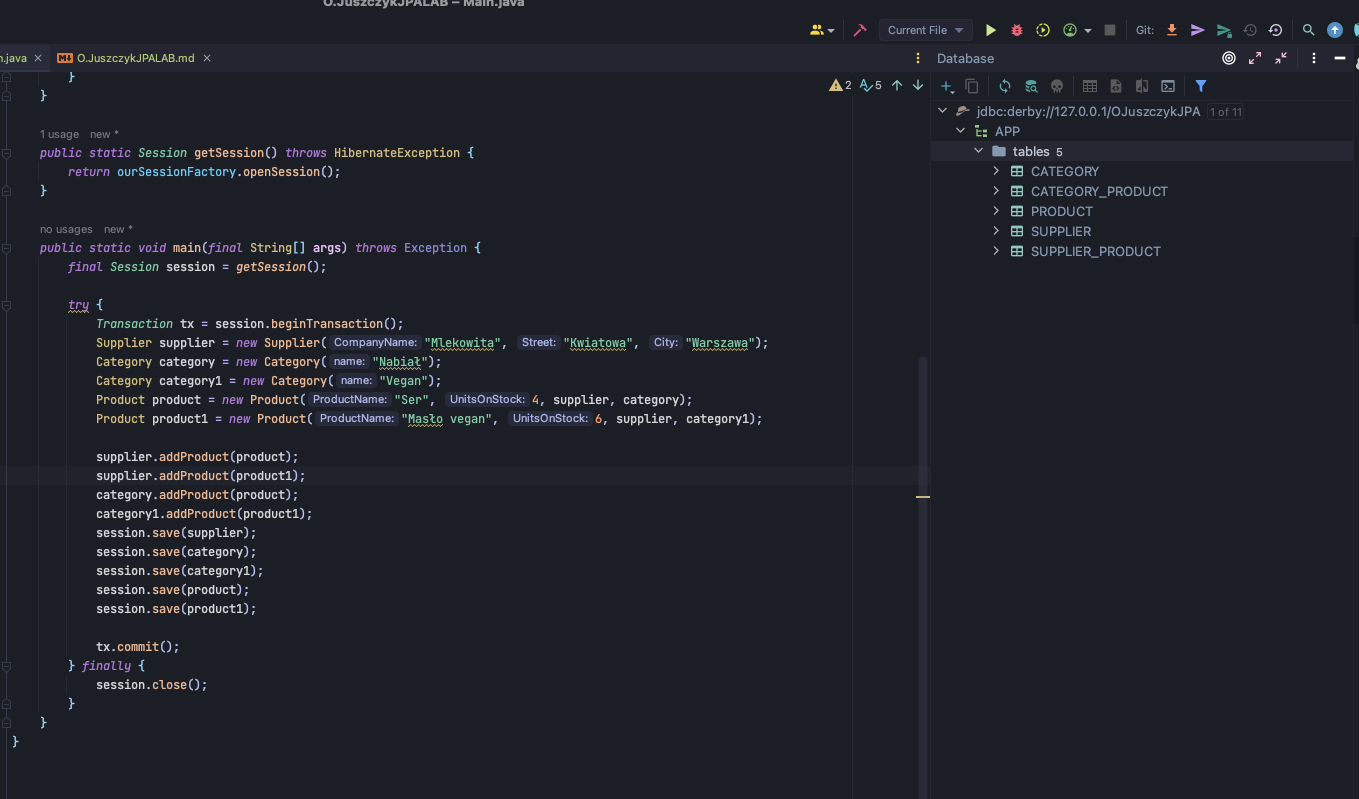 O.JuszczykJPALAB – Main.java
Current File
Git:
.java
O.JuszczykJPALAB.md
Database
2 5
}
}
1 usage new *
public static Session getSession() throws HibernateException {
return ourSessionFactory.openSession();
}
no usages new *
public static void main(final String[] args) throws Exception {
final Session session = getSession();
try {
Transaction tx = session.beginTransaction();
Supplier supplier = new Supplier( CompanyName: "Mlekowita", Street: "Kwiatowa", City: "Warszawa");
Category category = new Category( name: "Nabiał");
Category category1 = new Category( name: "Vegan");
Product product = new Product( ProductName: "Ser", UnitsOnStock: 4, supplier, category);
Product product1 = new Product( ProductName: "Masło vegan", UnitsOnStock: 6, supplier, category1);
supplier.addProduct(product);
supplier.addProduct(product1);
category.addProduct(product);
category1.addProduct(product1);
session.save(supplier);
session.save(category);
session.save(category1);
session.save(product);
session.save(product1);
tx.commit();
} finally {
session.close();
}
}
}
jdbc:derby://127.0.0.1/OJuszczykJPA 1 of 11
APP
tables 5
CATEGORY
CATEGORY_PRODUCT
PRODUCT
SUPPLIER
SUPPLIER_PRODUCT